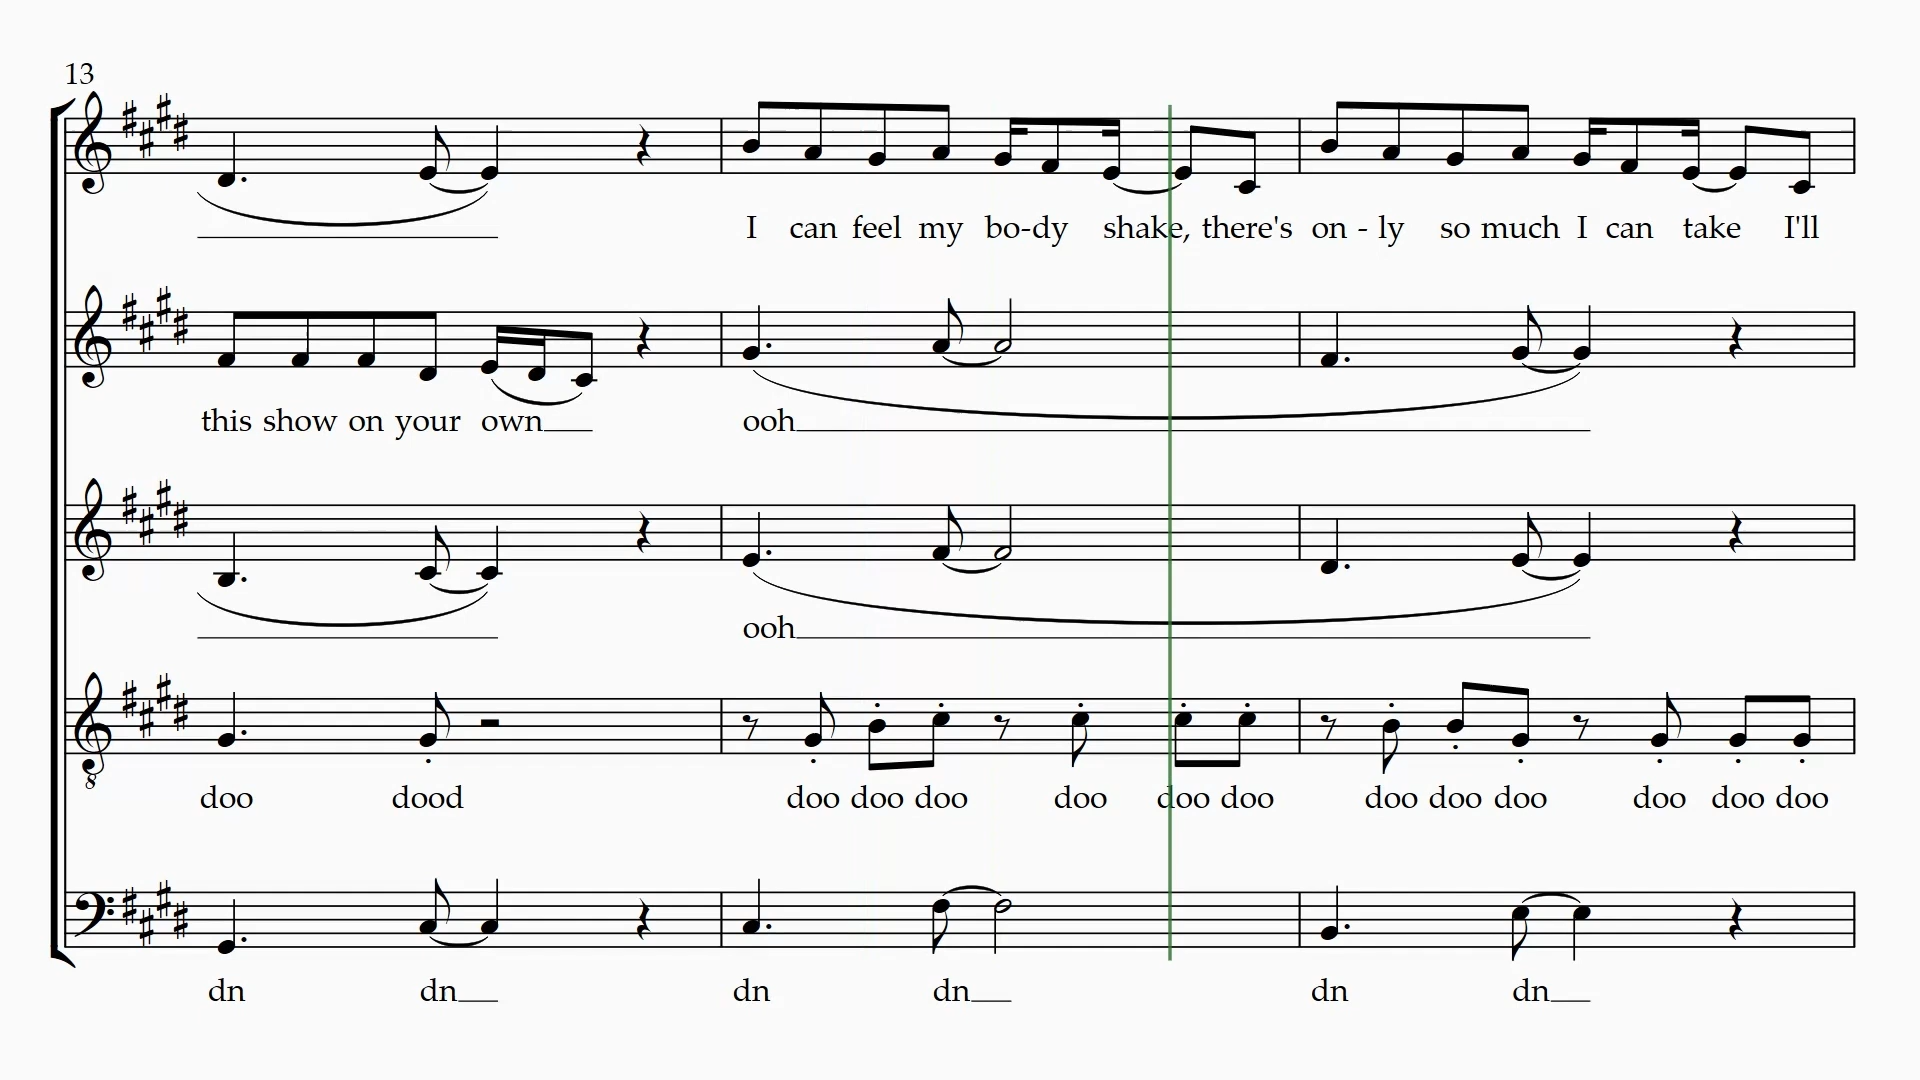 13
I can feel my bo-dy shake, there's on - ly so much I can take I'll
this show on your own ooh
ooh
8
doo dood doo doo doo doo doo doo doo doo doo doo doo doo
dn dn dn dn dn dn